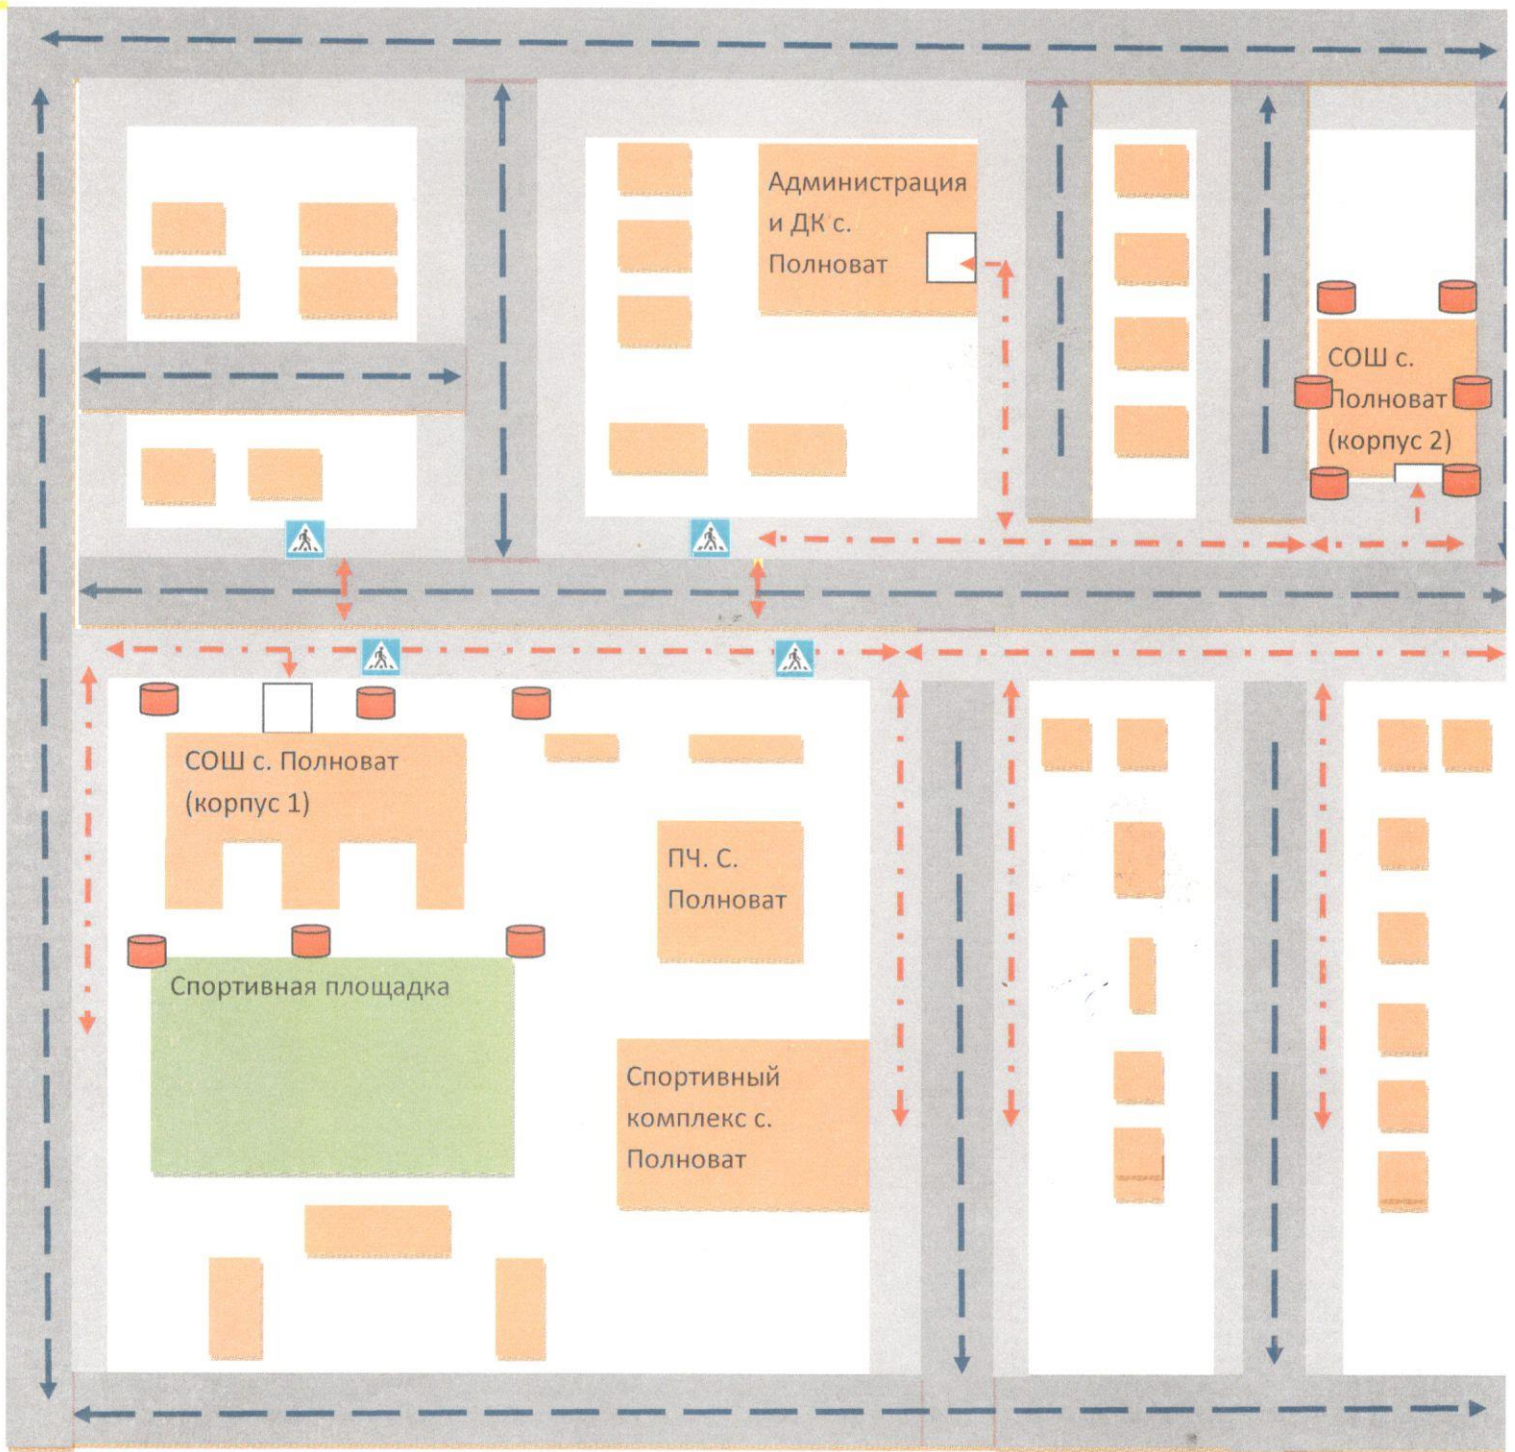 Администрация
и ДК с.
Полноват
СОШ с.
Полноват
(корпус 2)
СОШ с. Полноват
(корпус 1)
ПЧ. С.
Полноват
Спортивная площадка
Спортивный
комплекс с.
Полноват